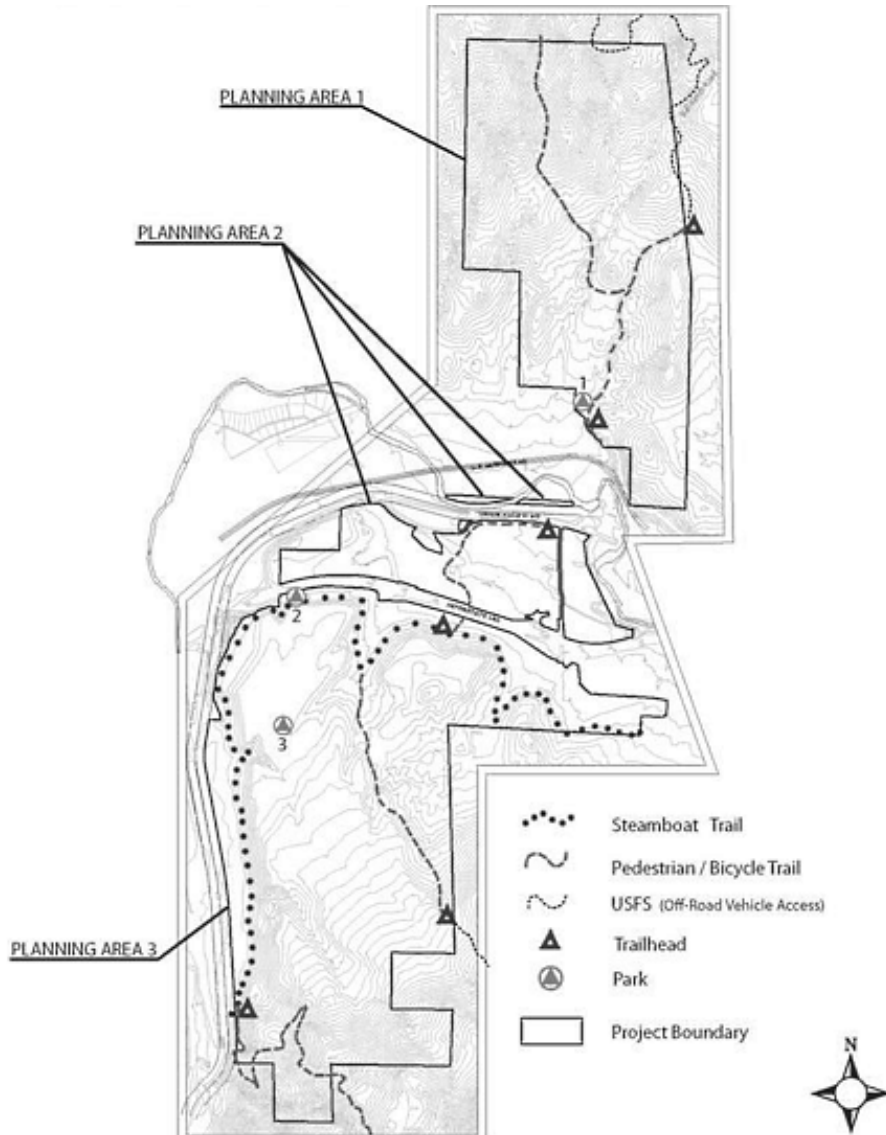 PLANNING AREA 1
PLANNING AREA 2
1
2
3
Steamboat Trail
Pedestrian / Bicycle Trail
USFS (Off-Road Vehicle Access)
PLANNING AREA 3
Trailhead
Park
Project Boundary
N